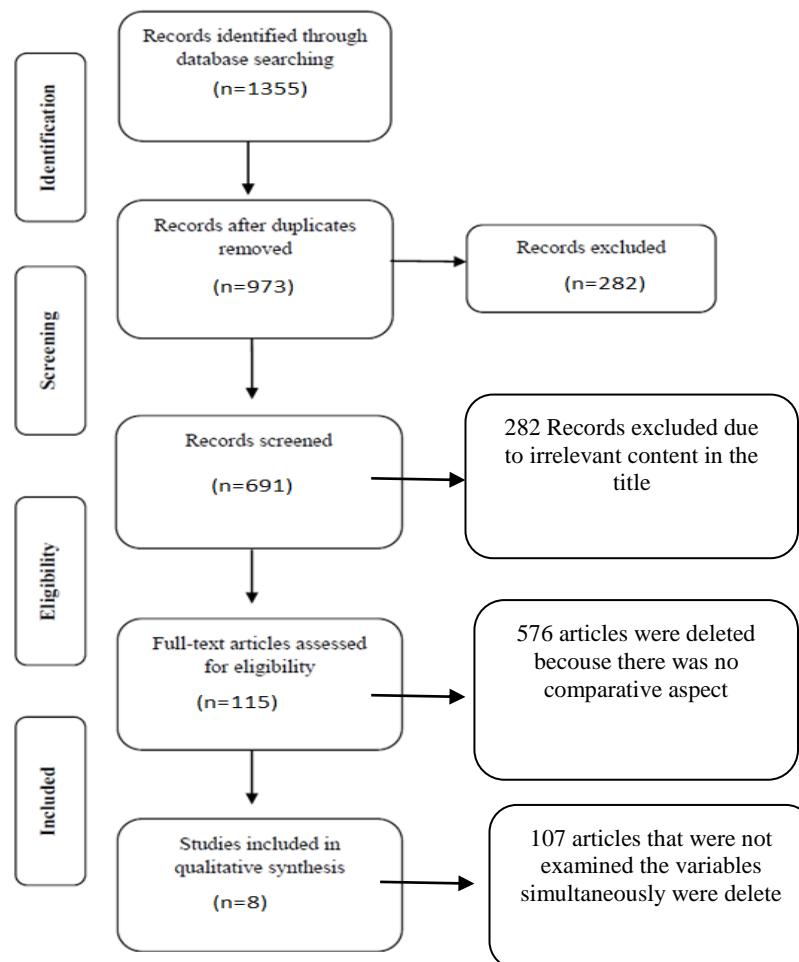 Identification
Records identified through
database searching
(n=1355)
Records after duplicates
removed
(n=973)
Records excluded
(n=282)
Screening
Records screened
(n=691)
282 Records excluded due
to irrelevant content in the
title
Eligibility
Full-text articles assessed
for eligibility
(n=115)
576 articles were deleted
becouse there was no
comparative aspect
Included
Studies included in
qualitative synthesis
(n=8)
107 articles that were not
examined the variables
simultaneously were delete